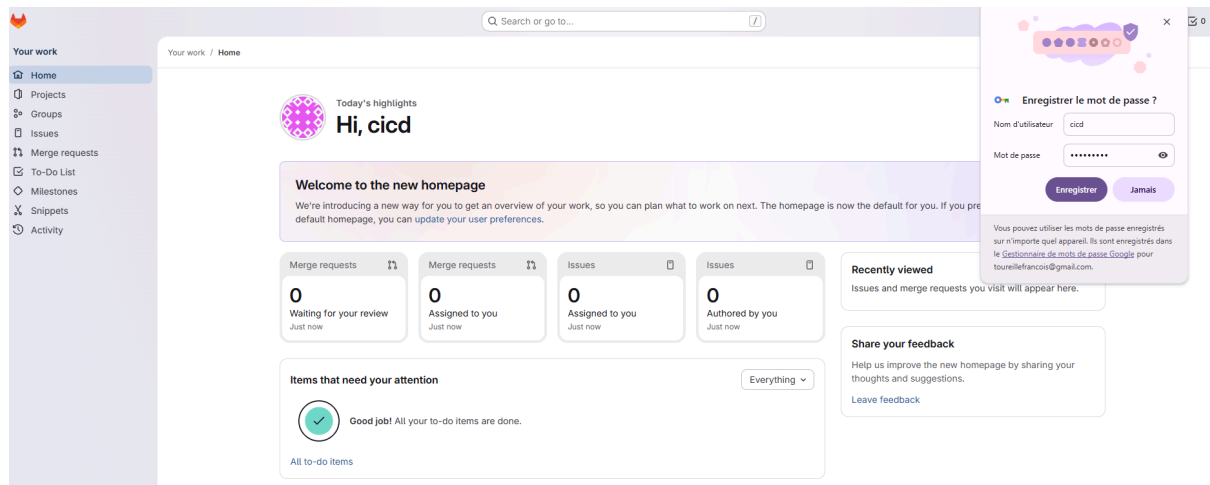 Search or go to...
/
0
Your work
Home
Projects
Groups
Issues
Merge requests
To-Do List
Milestones
Snippets
Activity
Your work / Home
Today's highlights
Hi, cicd
Welcome to the new homepage
We're introducing a new way for you to get an overview of your work, so you can plan what to work on next. The homepage is now the default for you. If you pre
default homepage, you can update your user preferences.
Merge requests
0
Waiting for your review
Just now
Merge requests
0
Assigned to you
Just now
Issues
0
Assigned to you
Just now
Issues
0
Authored by you
Just now
Items that need your attention
Everything
Good job! All your to-do items are done.
All to-do items
Recently viewed
Issues and merge requests you visit will appear here.
Share your feedback
Help us improve the new homepage by sharing your
thoughts and suggestions.
Leave feedback
Enregistrer le mot de passe ?
Nom d'utilisateur cicd
Mot de passe •••••••••
Enregistrer Jamais
Vous pouvez utiliser les mots de passe enregistrés
sur n'importe quel appareil. Ils sont enregistrés dans
le Gestionnaire de mots de passe Google pour
toureillefrancois@gmail.com.